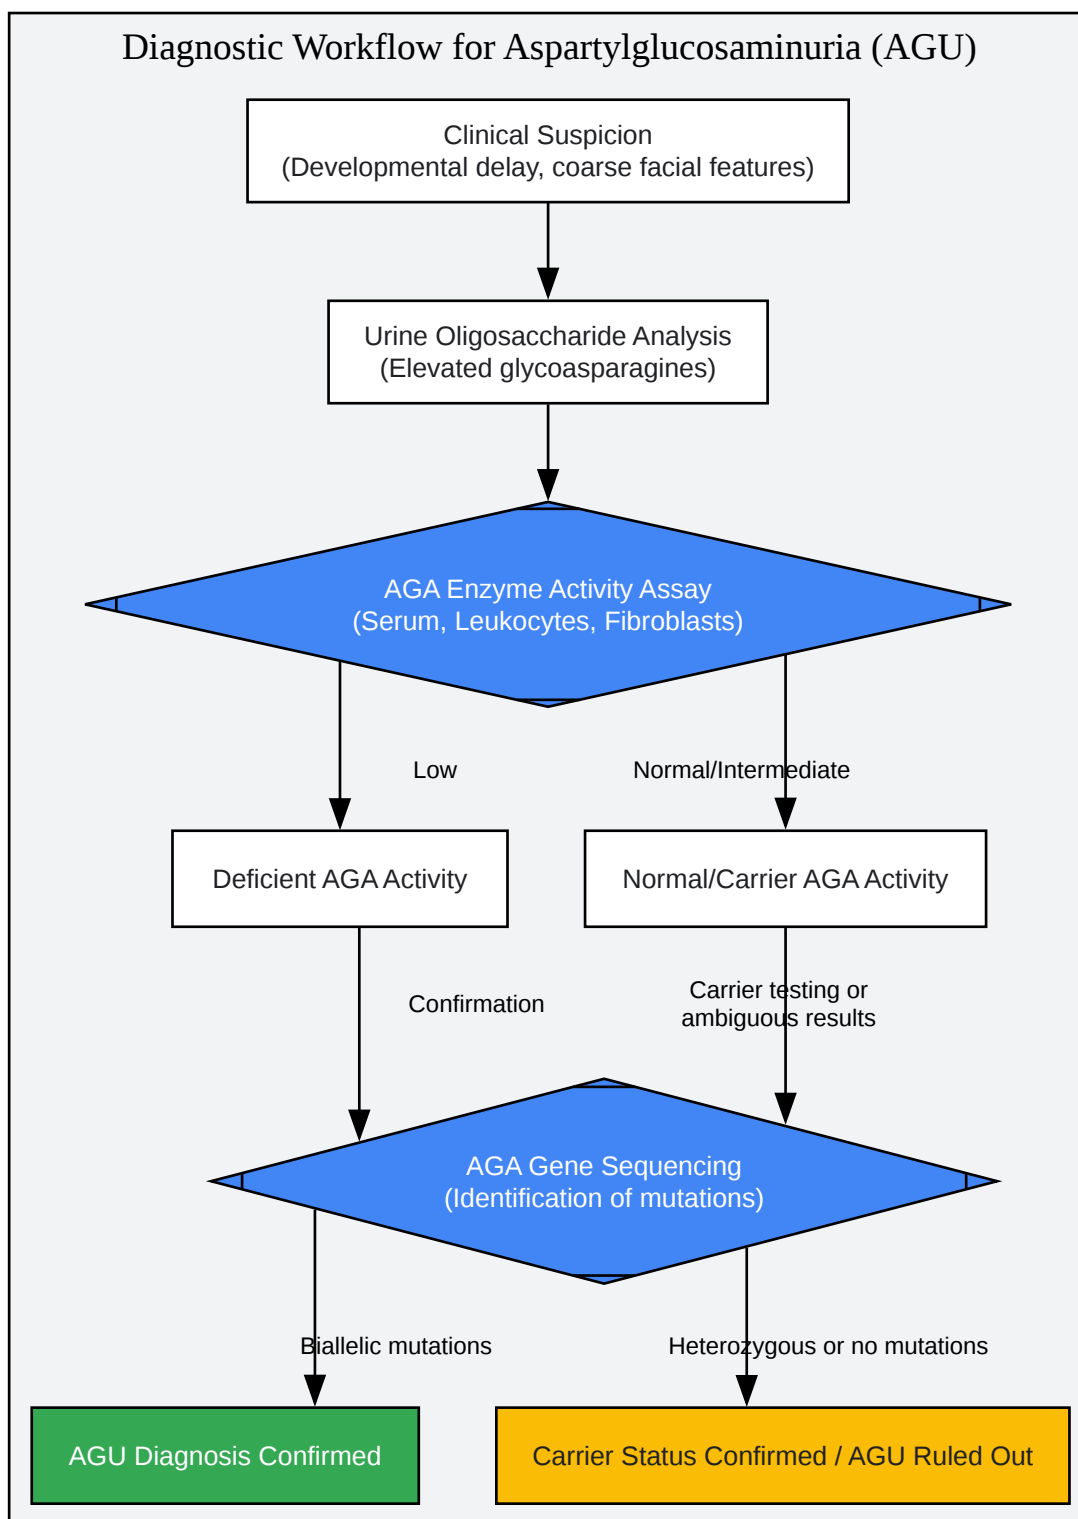 Diagnostic Workflow for Aspartylglucosaminuria (AGU)
Clinical Suspicion
(Developmental delay, coarse facial features)
Urine Oligosaccharide Analysis
(Elevated glycoasparagines)
AGA Enzyme Activity Assay
(Serum, Leukocytes, Fibroblasts)
Low
Normal/Intermediate
Deficient AGA Activity
Normal/Carrier AGA Activity
Confirmation
Carrier testing or
ambiguous results
AGA Gene Sequencing
(Identification of mutations)
Biallelic mutations
Heterozygous or no mutations
AGU Diagnosis Confirmed
Carrier Status Confirmed / AGU Ruled Out